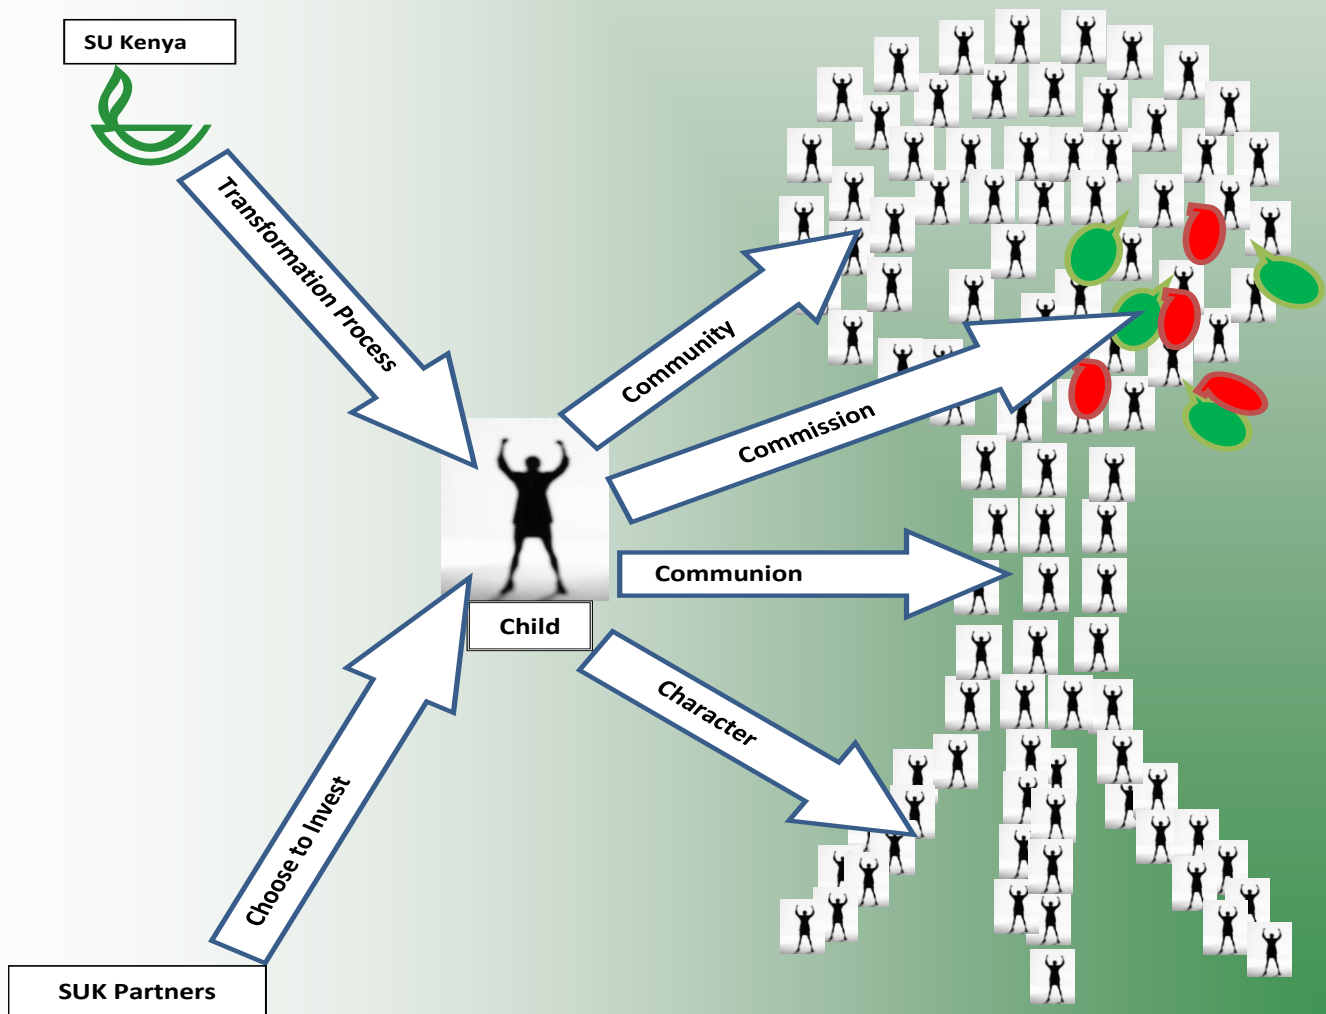 SU Kenya
Transformation Process
Community
Commission
Communion
Child
Character
Choose to Invest
SUK Partners